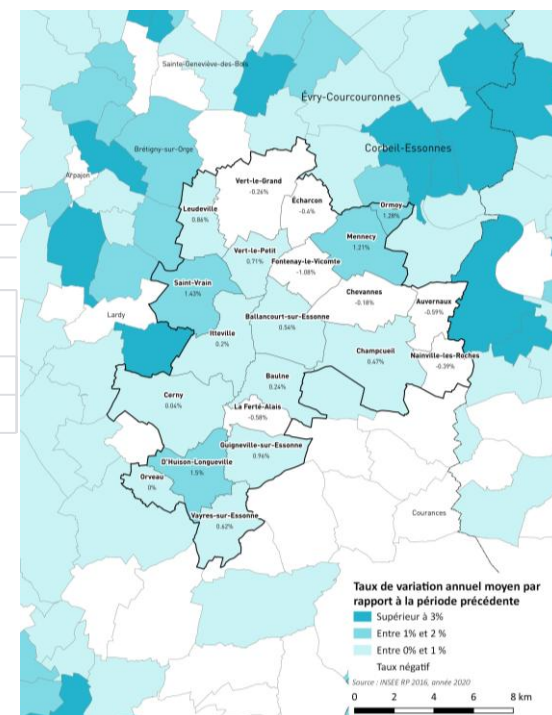 Sainte-Geneviève-des-Bois
Évry-Courcouronnes
Brétigny-sur-Orge
Corbeil-Essonnes
Arpajon
Vert-le-Grand
-0.26%
Écharcon
-0.4%
Leudeville
0.86%
Ormoy
1.28%
Mennecy
1.21%
Vert-le-Petit
0.71%
Fontenay-le-Vicomte
-1.08%
Saint-Vrain
1.43%
Chevannes
-0.18%
Auvernaux
-0.59%
Lardy
Ballancourt-sur-Essonne
0.56%
Itteville
0.2%
Champcueil
0.47%
Nainville-les-Roches
-0.39%
Baulne
0.24%
Cerny
0.04%
La Ferté-Alais
-0.58%
Guigneville-sur-Essonne
0.96%
D'Huison-Longueville
1.5%
Orveau
0%
Vayres-sur-Essonne
0.62%
Courances
Taux de variation annuel moyen par
rapport à la période précédente
Supérieur à 3%
Entre 1% et 2 %
Entre 0% et 1 %
Taux négatif
Source : INSEE RP 2016, année 2020
0 2 4 6 8 km